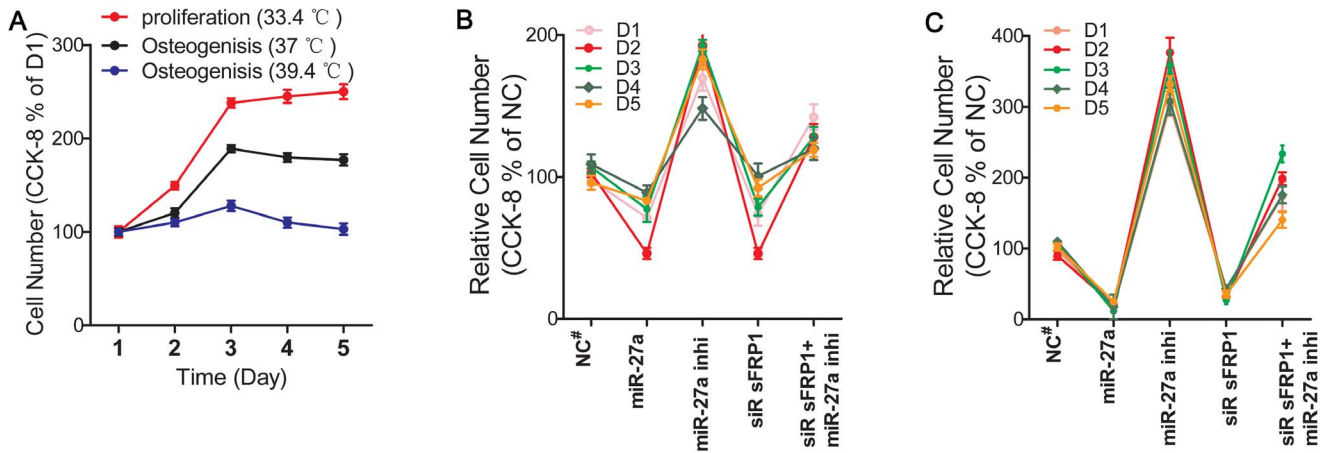 A
proliferation (33.4 ℃ )
Osteogenisis (37 ℃ )
Osteogenisis (39.4 ℃ )
Cell Number (CCK-8 % of D1)
300
200
100
0
1 2 3 4 5
Time (Day)
B
D1
D2
D3
D4
D5
Relative Cell Number
(CCK-8 % of NC)
200
100
0
NC#
miR-27a
miR-27a inhi
siR sFRP1
siR sFRP1+
miR-27a inhi
C
D1
D2
D3
D4
D5
Relative Cell Number
(CCK-8 % of NC)
400
300
200
100
0
NC#
miR-27a
miR-27a inhi
siR sFRP1
siR sFRP1+
miR-27a inhi